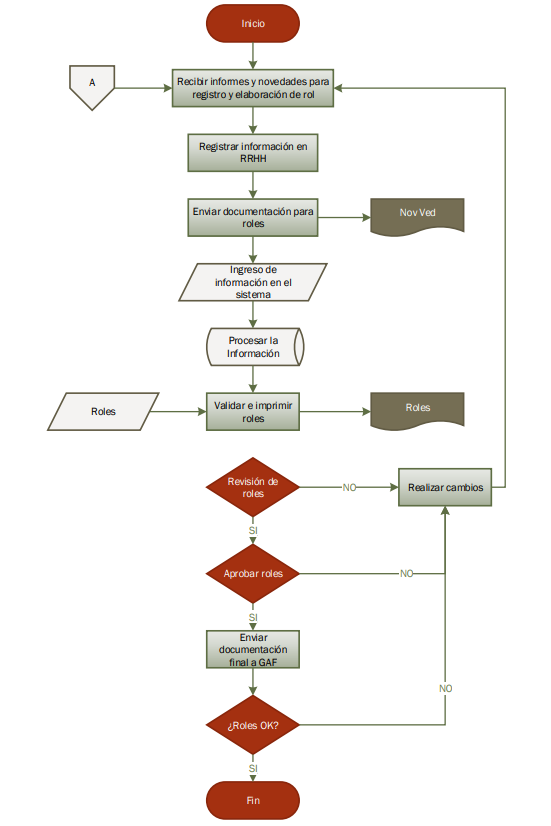 Inicio
A
Recibir informes y novedades para
registro y elaboración de rol
Registrar información en
RRHH
Enviar documentación para
roles
Nov Ved
Ingreso de
información en el
sistema
Procesar la
Información
Roles
Validar e imprimir
roles
Roles
Revisión de
roles
NO
Realizar cambios
SI
Aprobar roles
NO
SI
Enviar
documentación
final a GAF
NO
¿Roles OK?
SI
Fin